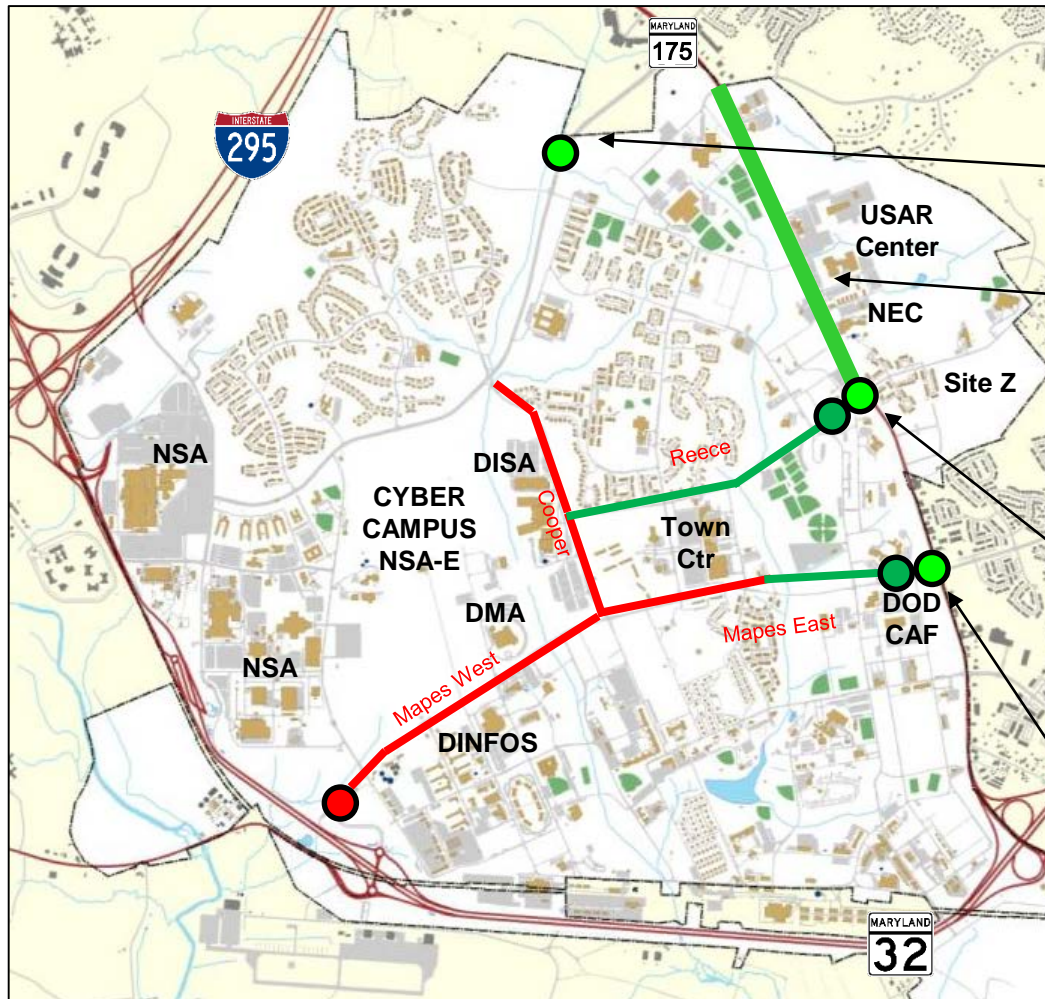 MARYLAND
175
INTERSTATE
295
USAR
Center
NEC
Site Z
NSA
DISA
Reece
CYBER
CAMPUS
NSA-E
Cooper
Town
Ctr
DMA
DOD
CAF
Mapes East
NSA
Mapes West
DINFOS
MARYLAND
32